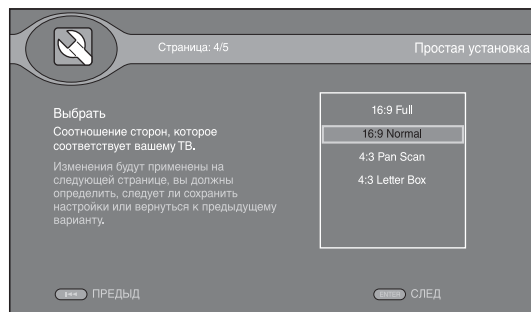 Страница: 4/5
Простая установка
Выбрать
Соотношение сторон, которое
соответствует вашему ТВ.
Изменения будут применены на
следующей странице, вы должны
определить, следует ли сохранить
настройки или вернуться к предыдущему
варианту.
16:9 Full
16:9 Normal
4:3 Pan Scan
4:3 Letter Box
ПРЕДЫД
ENTER СЛЕД